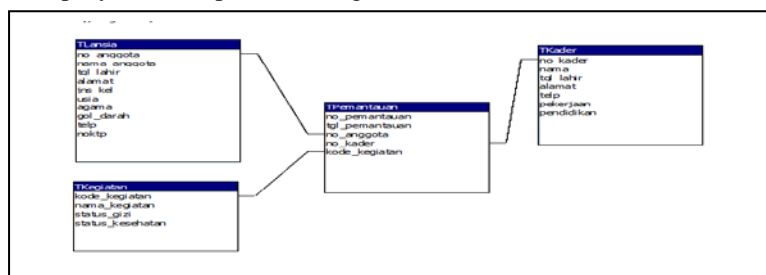 TLansia
no_anggota
nama_anggota
tgl_lahir
alamat
jns_kel
usia
agama
gol_darah
telp
noktp
TKegiatan
kode_kegiatan
nama_kegiatan
status_gizi
status_kesehatan
TPemantauan
no_pemantauan
tgl_pemantauan
no_anggota
no_kader
kode_kegiatan
TKader
no_kader
nama
tgl_lahir
alamat
telp
pekerjaan
pendidikan